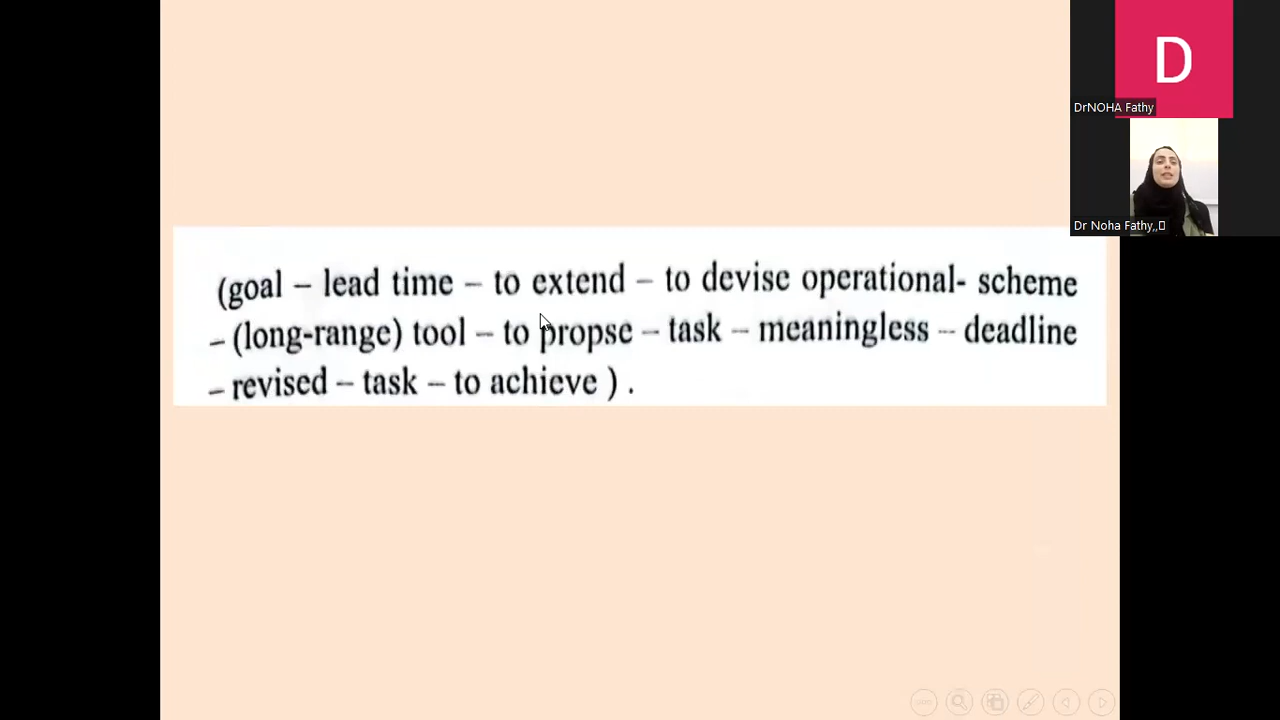 D
DrNOHA Fathy
Dr Noha Fathy,,
(goal – lead time – to extend – to devise operational- scheme
– (long-range) tool – to propse – task – meaningless – deadline
– revised – task – to achieve ) .